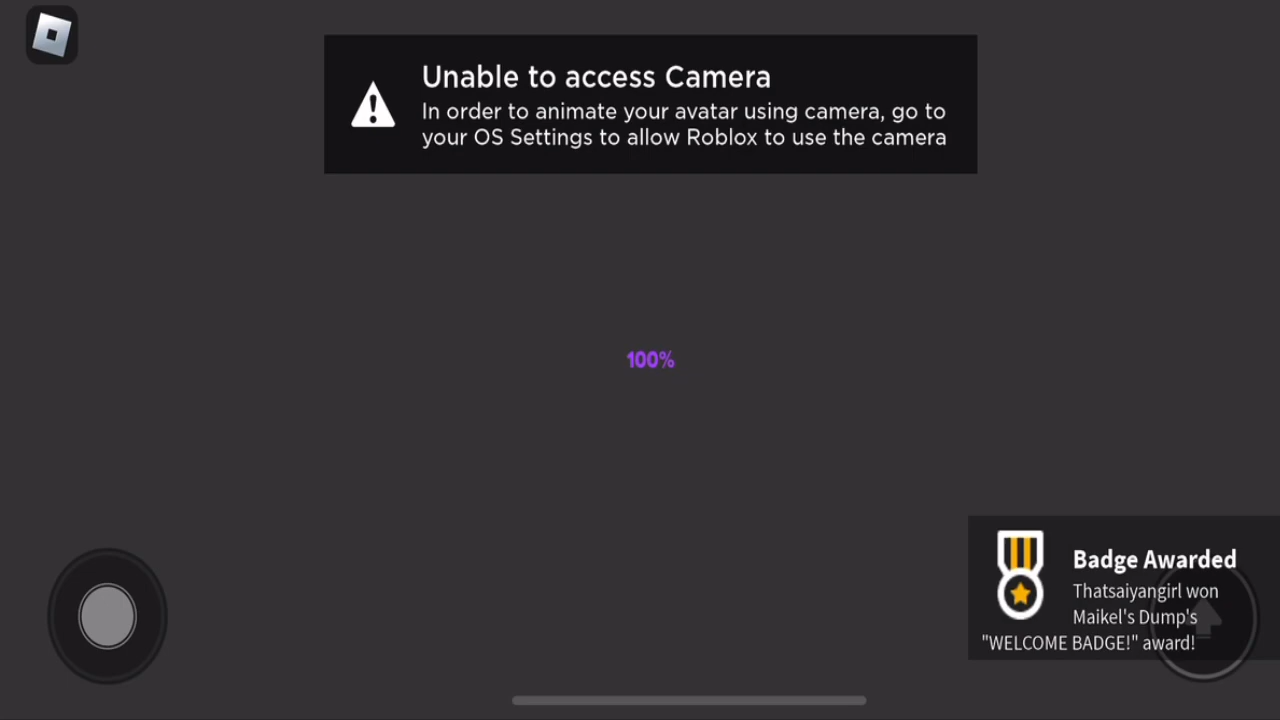 Unable to access Camera
In order to animate your avatar using camera, go to
your OS Settings to allow Roblox to use the camera
100%
Badge Awarded
Thatsaiyangirl won
Maikel's Dump's
"WELCOME BADGE!" award!